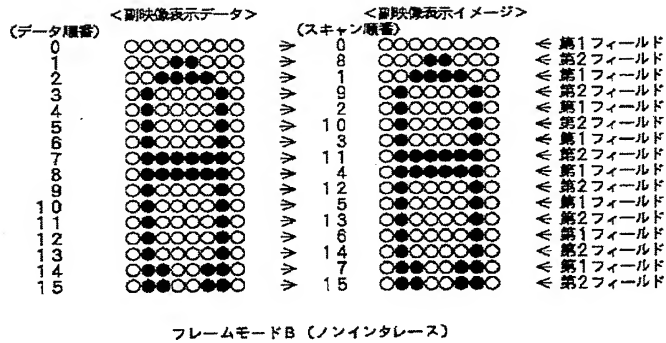 <副映像表示データ> <副映像表示イメージ>
(データ順番) (スキャン順番)
0 → 0 ← 第1フィールド
1 → 8 ← 第2フィールド
2 → 1 ← 第1フィールド
3 → 9 ← 第2フィールド
4 → 2 ← 第1フィールド
5 → 10 ← 第2フィールド
6 → 3 ← 第1フィールド
7 → 11 ← 第2フィールド
8 → 4 ← 第1フィールド
9 → 12 ← 第2フィールド
10 → 5 ← 第1フィールド
11 → 13 ← 第2フィールド
12 → 6 ← 第1フィールド
13 → 14 ← 第2フィールド
14 → 7 ← 第1フィールド
15 → 15 ← 第2フィールド
フレームモードB (ノンインタレース)